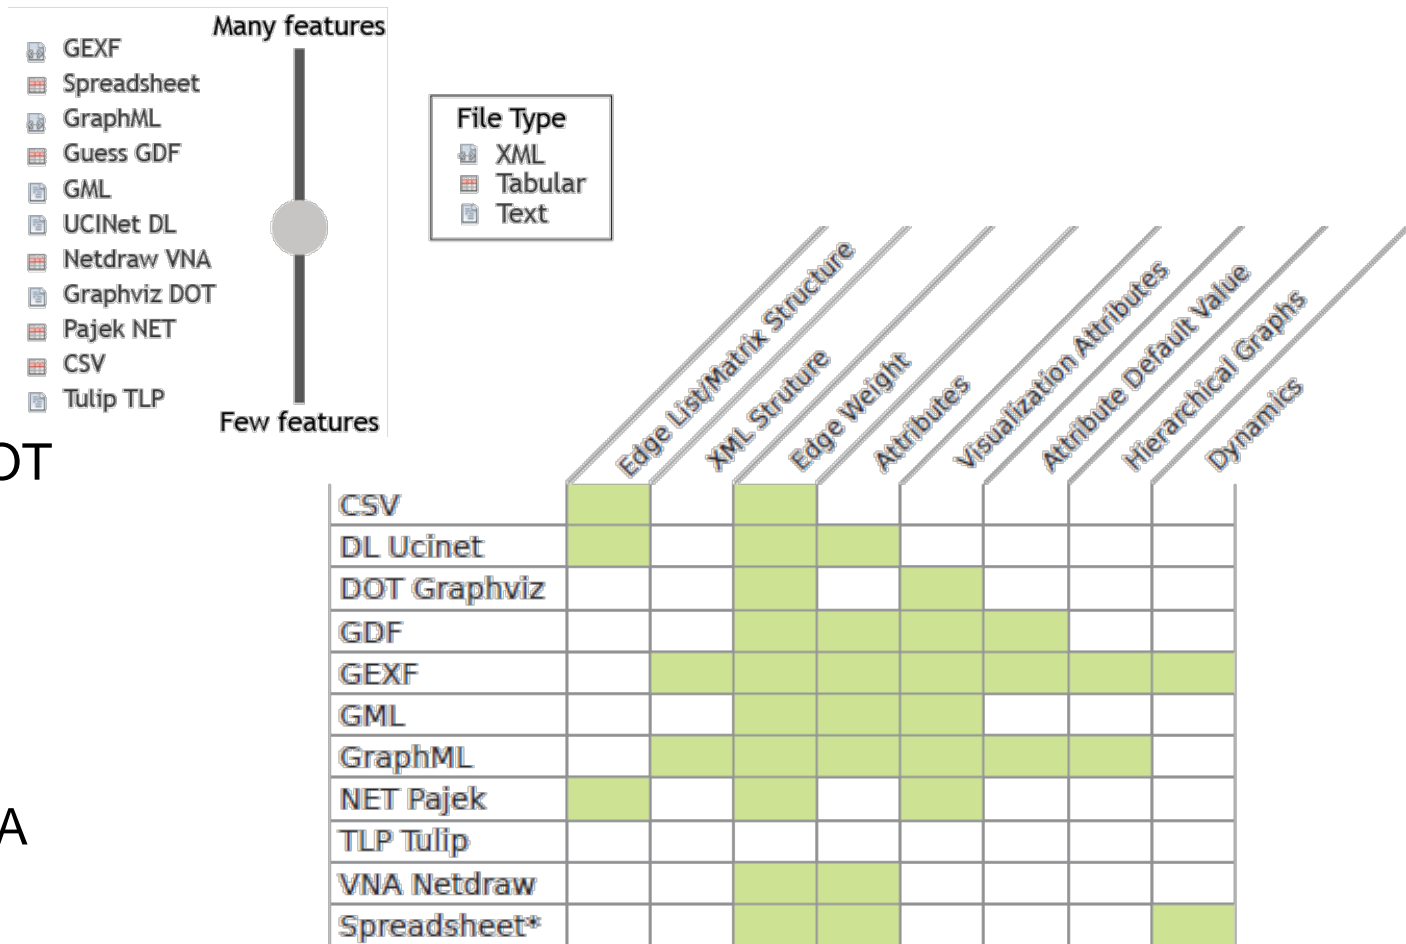 Many features
GEXF
Spreadsheet
GraphML
Guess GDF
GML
UCINet DL
Netdraw VNA
Graphviz DOT
Pajek NET
CSV
Tulip TLP
Few features
File Type
XML
Tabular
Text
OT
A
Edge List/Matrix Structure
XML Struture
Edge Weight
Attributes
Visualization Attributes
Attribute Default Value
Hierarchical Graphs
Dynamics
CSV
DL Ucinet
DOT Graphviz
GDF
GEXF
GML
GraphML
NET Pajek
TLP Tulip
VNA Netdraw
Spreadsheet*